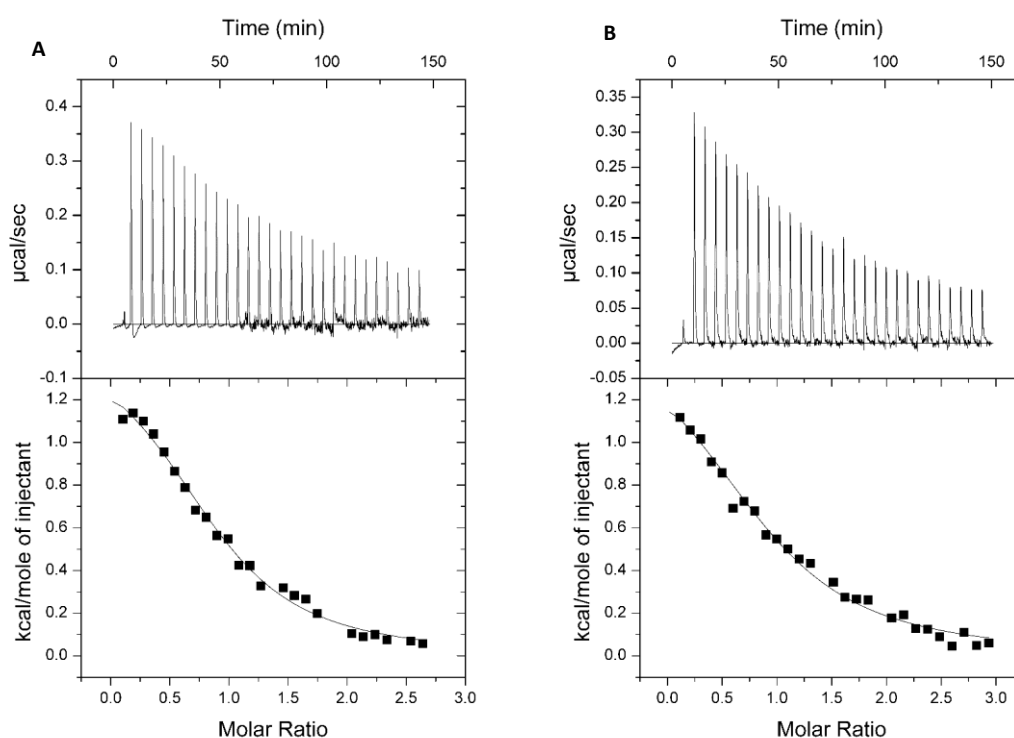 A
Time (min)
0 50 100 150
µcal/sec
0.4
0.3
0.2
0.1
0.0
-0.1
kcal/mole of injectant
1.2
1.0
0.8
0.6
0.4
0.2
0.0
0.0 0.5 1.0 1.5 2.0 2.5 3.0
Molar Ratio
B
Time (min)
0 50 100 150
µcal/sec
0.35
0.30
0.25
0.20
0.15
0.10
0.05
0.00
-0.05
kcal/mole of injectant
1.2
1.0
0.8
0.6
0.4
0.2
0.0
0.0 0.5 1.0 1.5 2.0 2.5 3.0
Molar Ratio